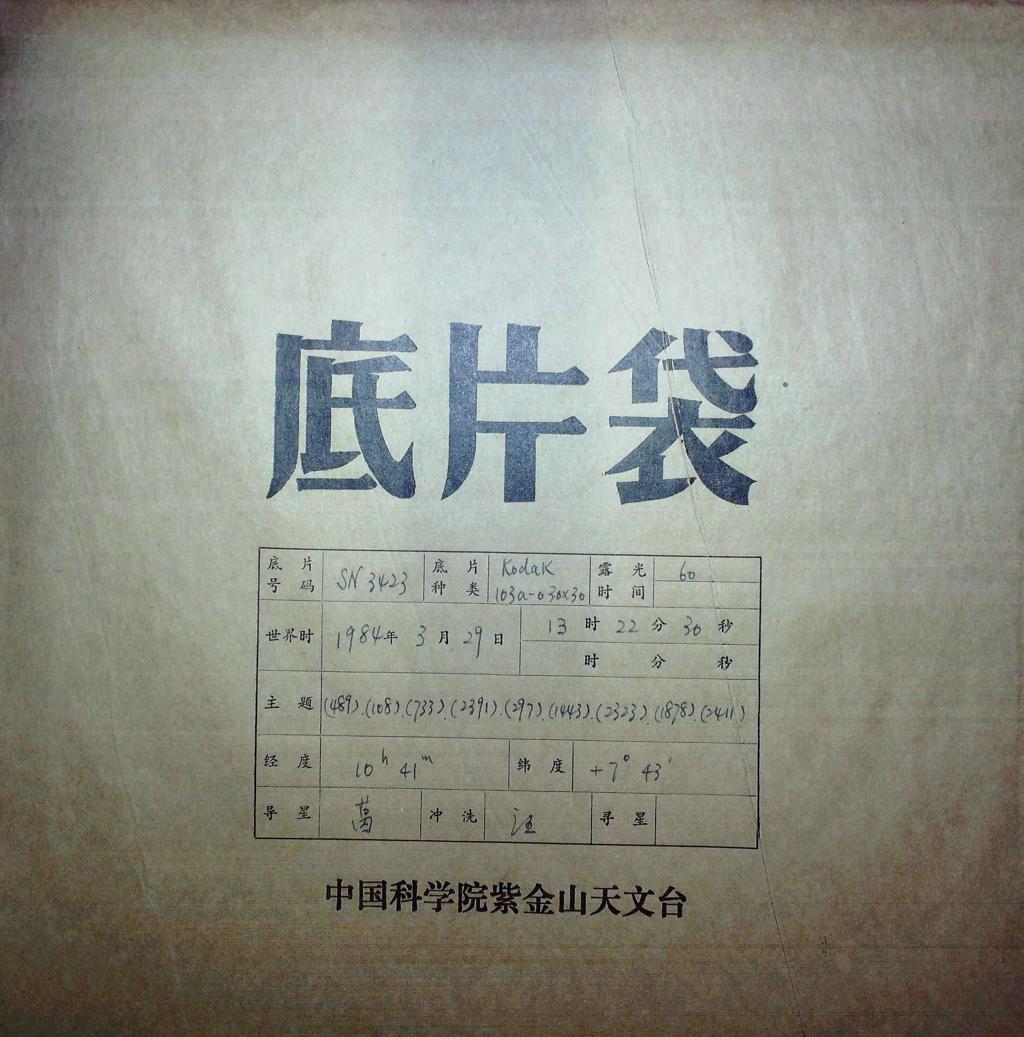 底片袋
底片号码 SN 3423 底片种类 Kodak 103a-O 30x30 露光时间 60
世界时 1984年 3月 29日 13时 22分 30秒
时 分 秒
主题 (489).(108).(733).(2391).(297).(1443).(2323).(1878).(2411)
经度 10h 41m 纬度 +7° 43′
导星 葛 冲洗 汪 寻星
中国科学院紫金山天文台